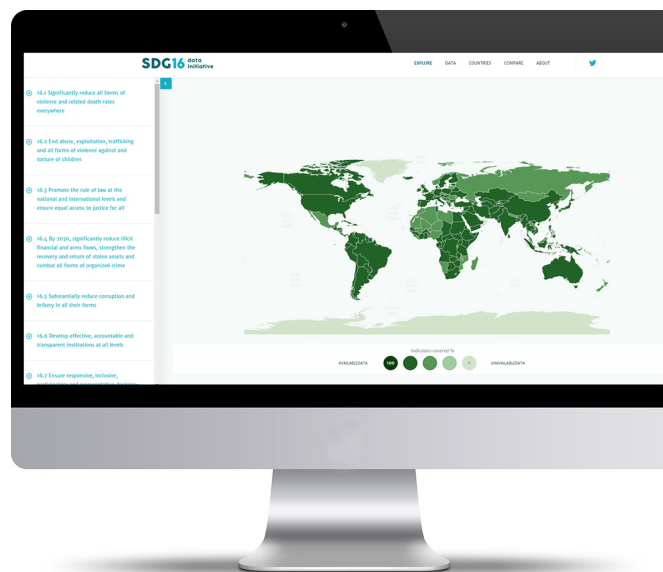 SDG16 data
initiative
EXPLORE DATA COUNTRIES COMPARE ABOUT
16.1 Significantly reduce all forms of
violence and related death rates
everywhere
16.2 End abuse, exploitation, trafficking
and all forms of violence against and
torture of children
16.3 Promote the rule of law at the
national and international levels and
ensure equal access to justice for all
16.4 By 2030, significantly reduce illicit
financial and arms flows, strengthen the
recovery and return of stolen assets and
combat all forms of organized crime
16.5 Substantially reduce corruption and
bribery in all their forms
16.6 Develop effective, accountable and
transparent institutions at all levels
16.7 Ensure responsive, inclusive,
Indicators covered %
AVAILABLEDATA 100 0 UNAVAILABLEDATA